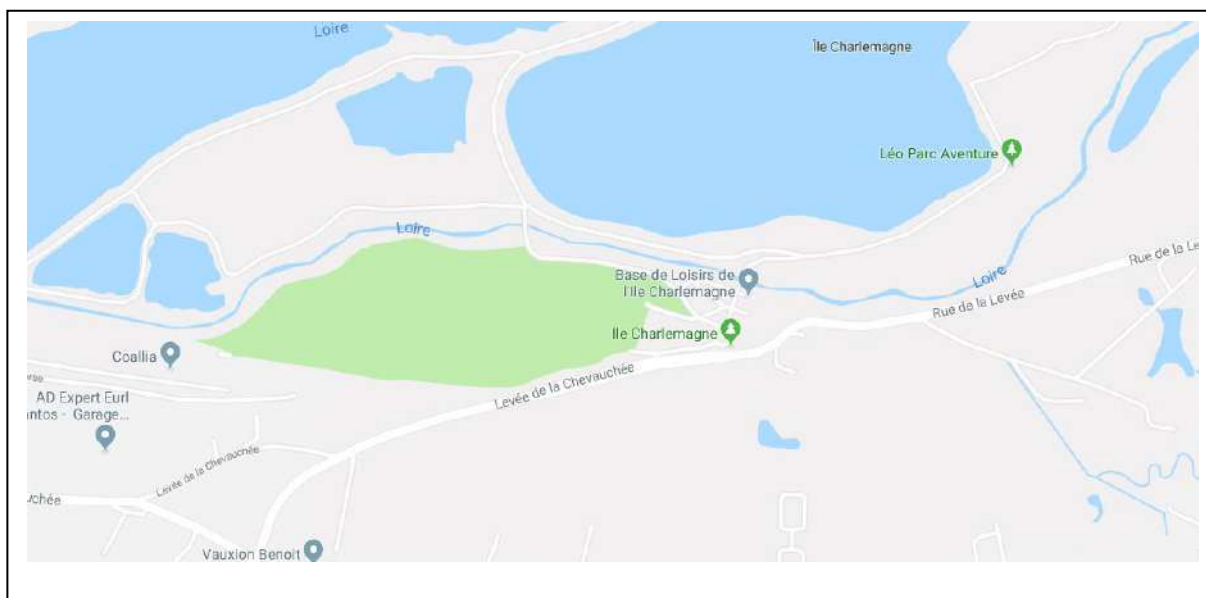 Loire
Île Charlemagne
Léo Parc Aventure
Loire
Rue de la Le
Base de Loisirs de
l'Ile Charlemagne
Loire
Rue de la Levée
Ile Charlemagne
Coallia
Levée de la Chevauchée
AD Expert Eurl
antos - Garage...
Levée de la Chevauchée
uchée
Vauxion Benoit